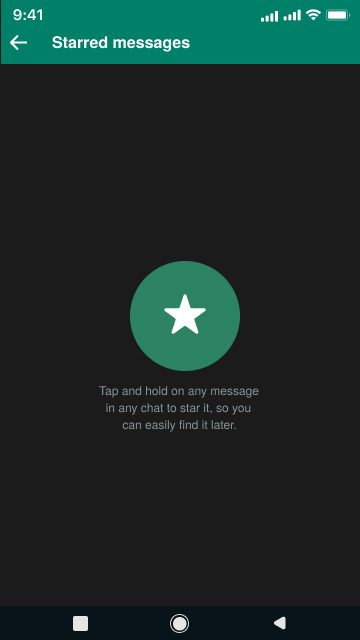 9:41
Starred messages
Tap and hold on any message
in any chat to star it, so you
can easily find it later.